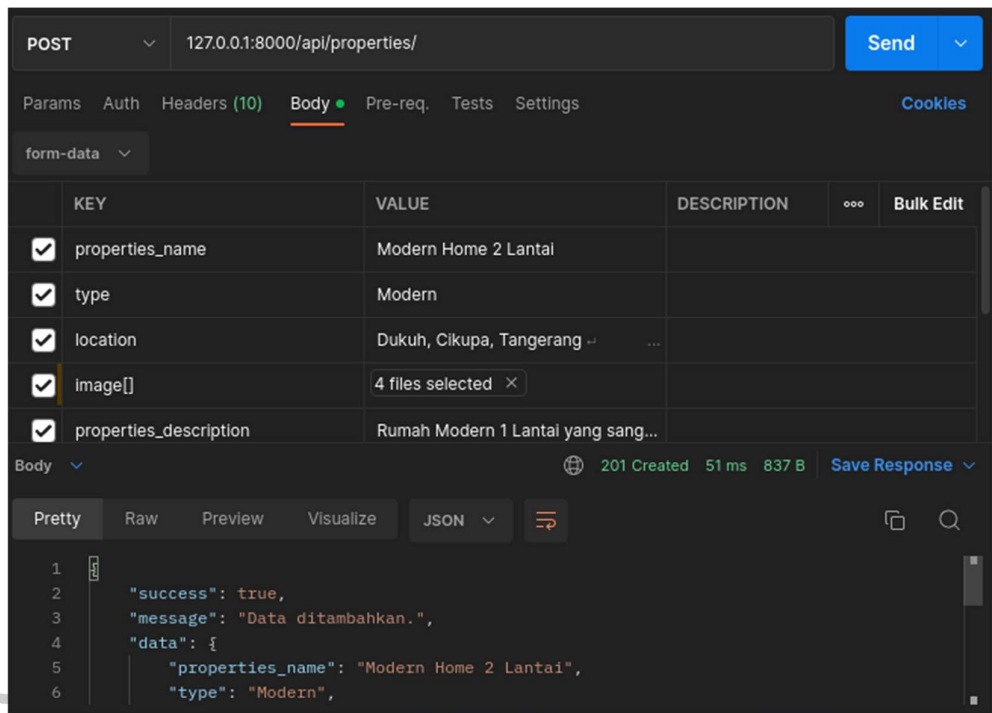 POST 127.0.0.1:8000/api/properties/ Send
Params Auth Headers (10) Body Pre-req. Tests Settings Cookies
form-data
KEY VALUE DESCRIPTION ooo Bulk Edit
properties_name Modern Home 2 Lantai
type Modern
location Dukuh, Cikupa, Tangerang ↵ ...
image[] 4 files selected ×
properties_description Rumah Modern 1 Lantai yang sang...
Body 201 Created 51 ms 837 B Save Response
Pretty Raw Preview Visualize JSON
1 {
2 "success": true,
3 "message": "Data ditambahkan.",
4 "data": {
5 "properties_name": "Modern Home 2 Lantai",
6 "type": "Modern",